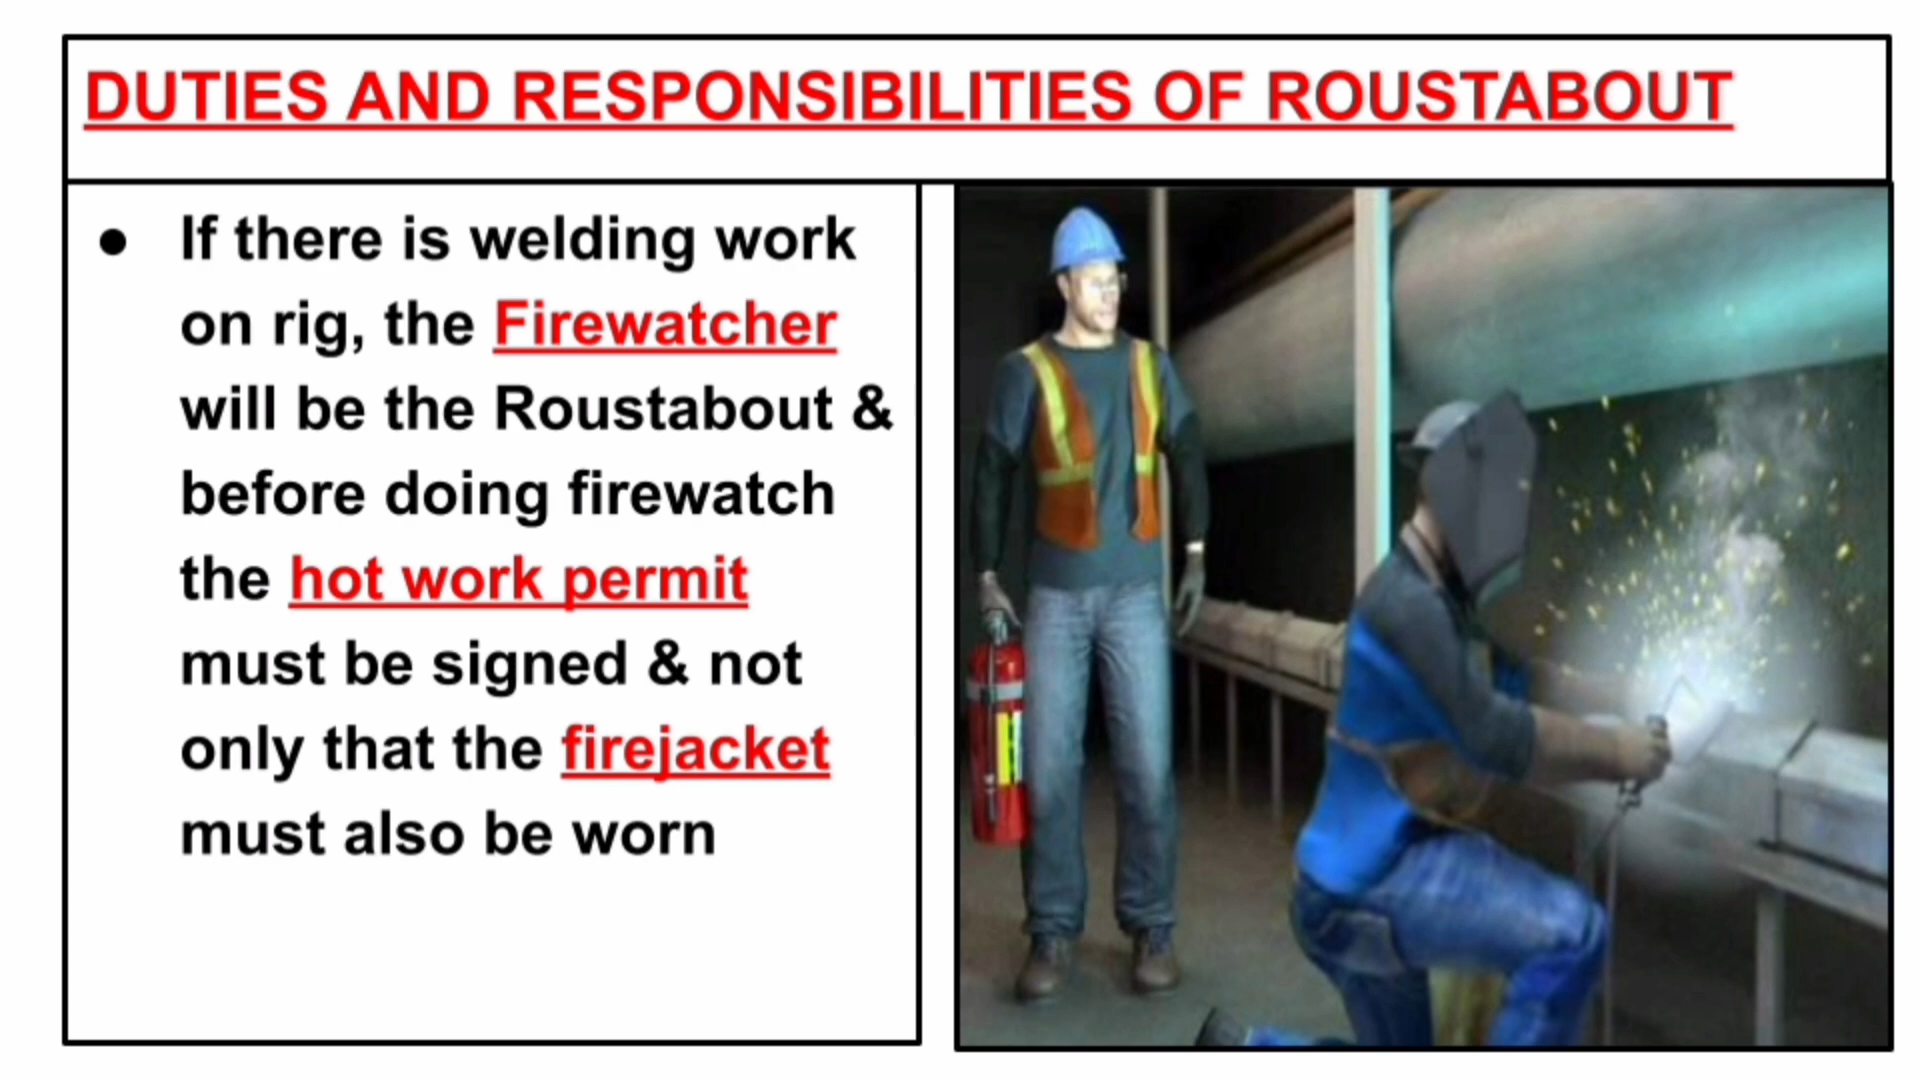 DUTIES AND RESPONSIBILITIES OF ROUSTABOUT
● If there is welding work
on rig, the Firewatcher
will be the Roustabout &
before doing firewatch
the hot work permit
must be signed & not
only that the firejacket
must also be worn